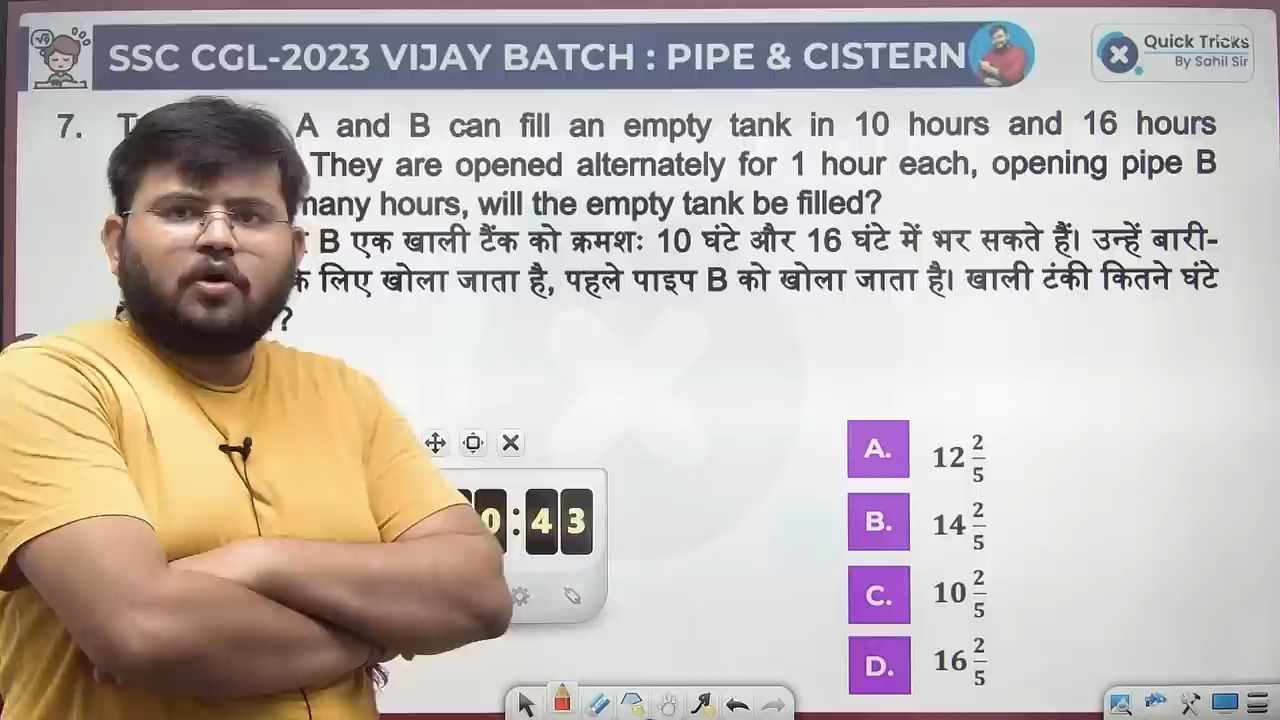 SSC CGL-2023 VIJAY BATCH : PIPE & CISTERN
Quick Tricks
By Sahil Sir
7. A and B can fill an empty tank in 10 hours and 16 hours
They are opened alternately for 1 hour each, opening pipe B
many hours, will the empty tank be filled?
B एक खाली टैंक को क्रमशः 10 घंटे और 16 घंटे में भर सकते हैं। उन्हें बारी-
के लिए खोला जाता है, पहले पाइप B को खोला जाता है। खाली टंकी कितने घंटे
?
0:43
A. 12 2/5
B. 14 2/5
C. 10 2/5
D. 16 2/5